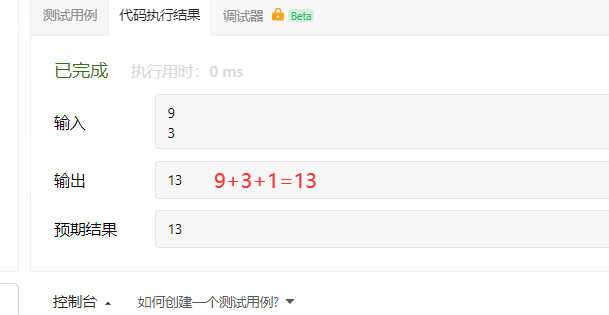 测试用例 代码执行结果 调试器 Beta
已完成 执行用时：0 ms
输入
9
3
输出 13 9+3+1=13
预期结果 13
控制台 如何创建一个测试用例?